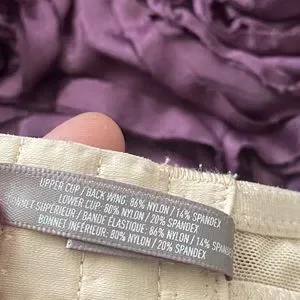 UPPER CUP / BACK WING: 86% NYLON / 14% SPANDEX
LOWER CUP: 80% NYLON / 20% SPANDEX
BONNET SUPÉRIEUR / BANDE ÉLASTIQUE: 86% NYLON / 14% SPANDEX
BONNET INFÉRIEUR: 80% NYLON / 20% SPANDEX